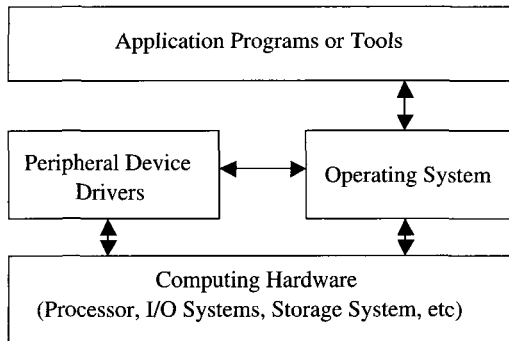 Application Programs or Tools
Peripheral Device
Drivers
Operating System
Computing Hardware
(Processor, I/O Systems, Storage System, etc)